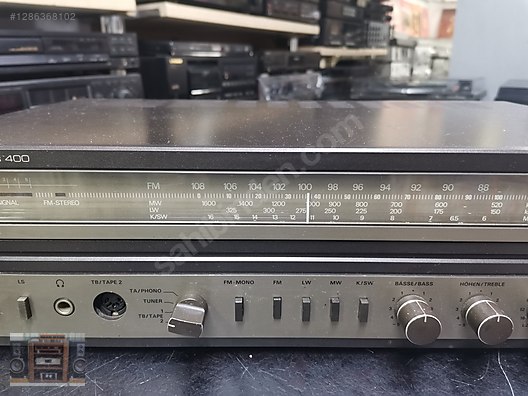 #1286368102
400
sahibinden.com
FM 108 106 104 102 100 98 96 94 92 90 88
SIGNAL FM-STEREO
MW 1600 1400 1200 1000 900 800 700 600 520
LW 325 300 275 250 225 200 175 150
K/SW 16 15 14 13 12 11 10 9 8 7 6.5 6
LS
TB/TAPE 2
TA/PHONO
TUNER
TB/TAPE
FM-MONO FM LW MW K/SW
BÄSSE/BASS
HÖHEN/TREBLE